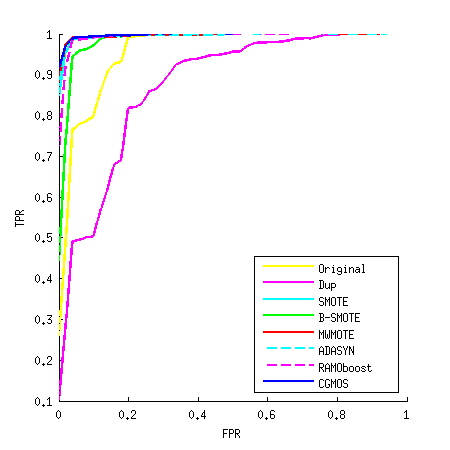 1
0.9
0.8
0.7
0.6
0.5
0.4
0.3
0.2
0.1
TPR
Original
Dup
SMOTE
B-SMOTE
MWMOTE
ADASYN
RAMOboost
CGMOS
0 0.2 0.4 0.6 0.8 1
FPR